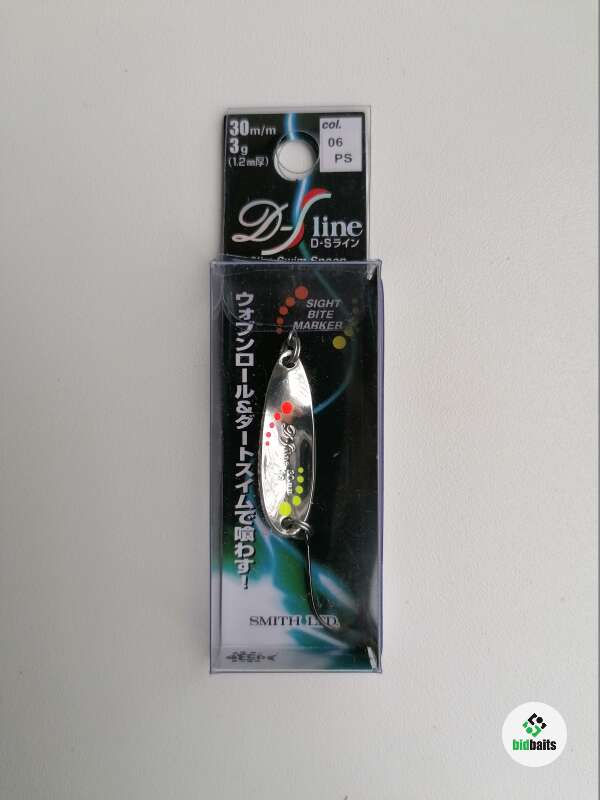 30m/m
3g
(1.2mm厚)
col.
06
PS
D-S line
D-Sライン
Swim Spoon
SIGHT
BITE
MARKER
ウォブンロール&ダートスイムで喰わす!
SMITH LTD.
bidbaits